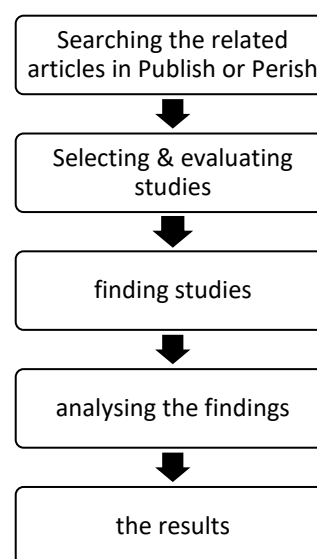 Searching the related
articles in Publish or Perish
Selecting & evaluating
studies
finding studies
analysing the findings
the results